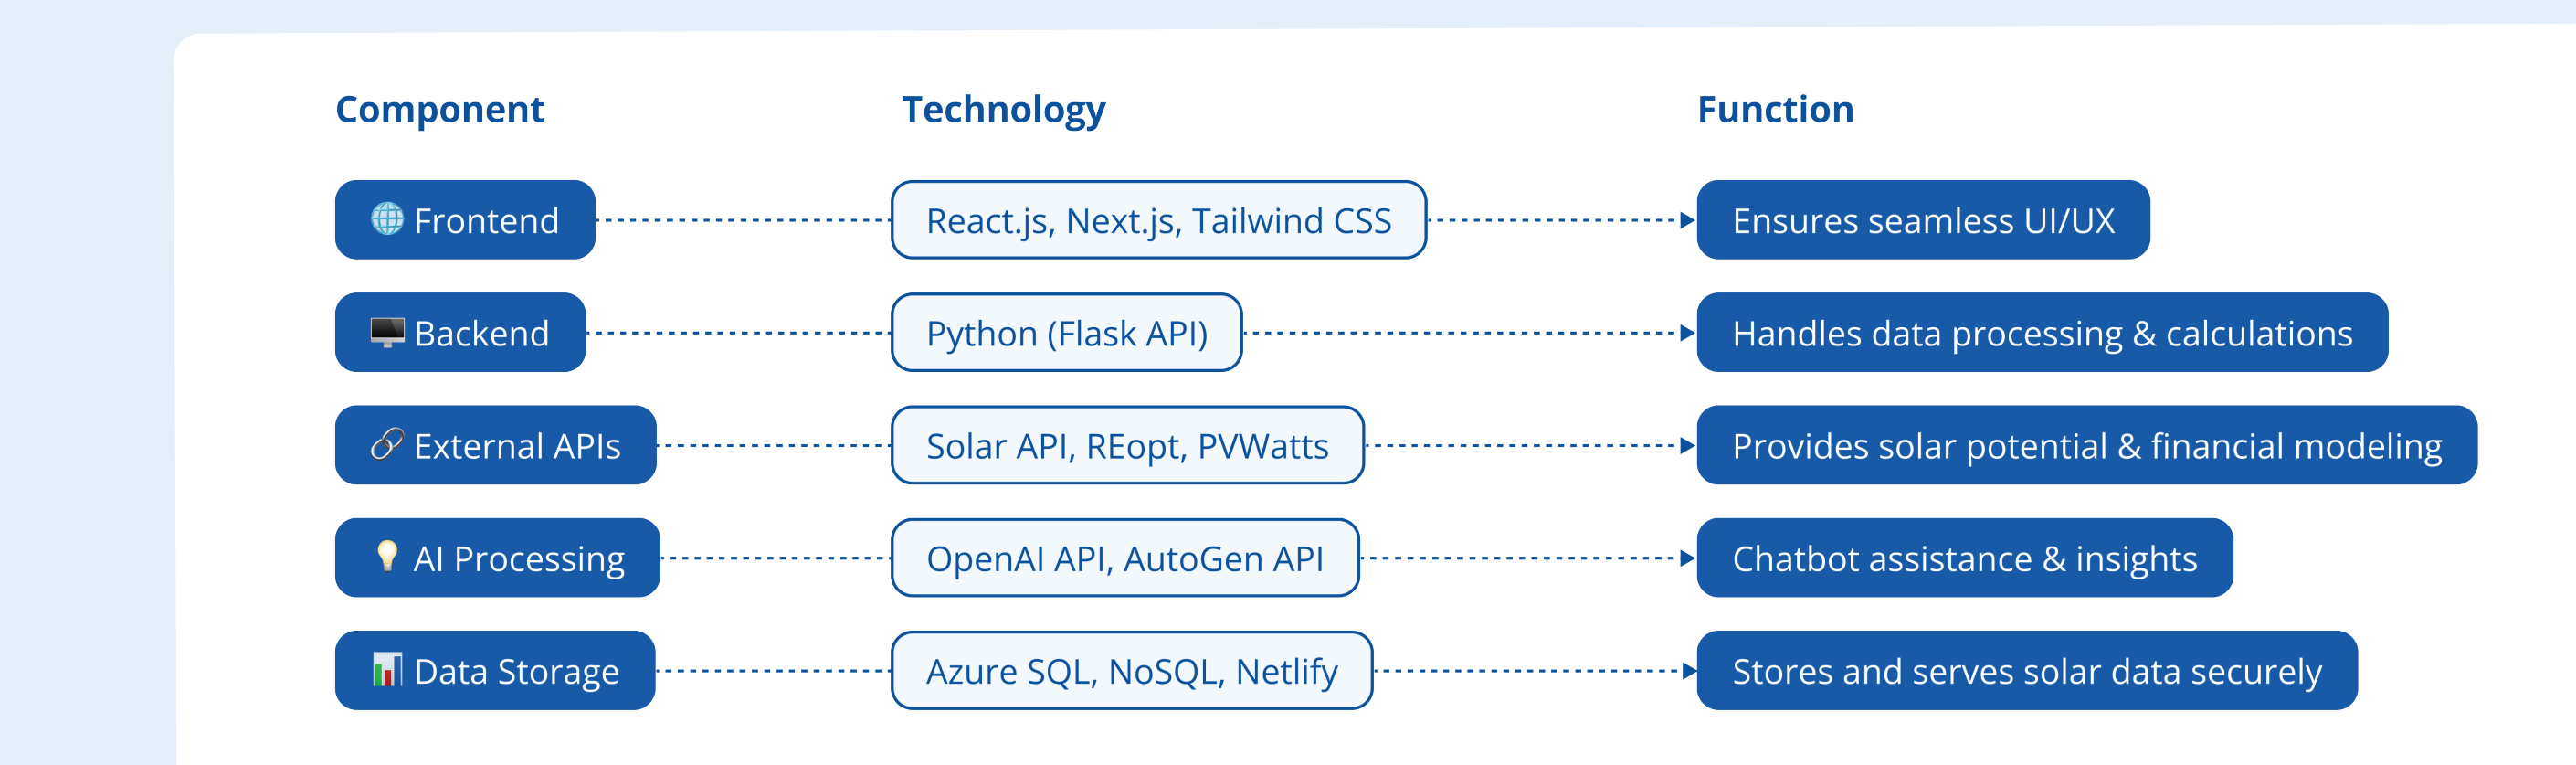 Component Technology Function
Frontend React.js, Next.js, Tailwind CSS Ensures seamless UI/UX
Backend Python (Flask API) Handles data processing & calculations
External APIs Solar API, REopt, PVWatts Provides solar potential & financial modeling
AI Processing OpenAI API, AutoGen API Chatbot assistance & insights
Data Storage Azure SQL, NoSQL, Netlify Stores and serves solar data securely